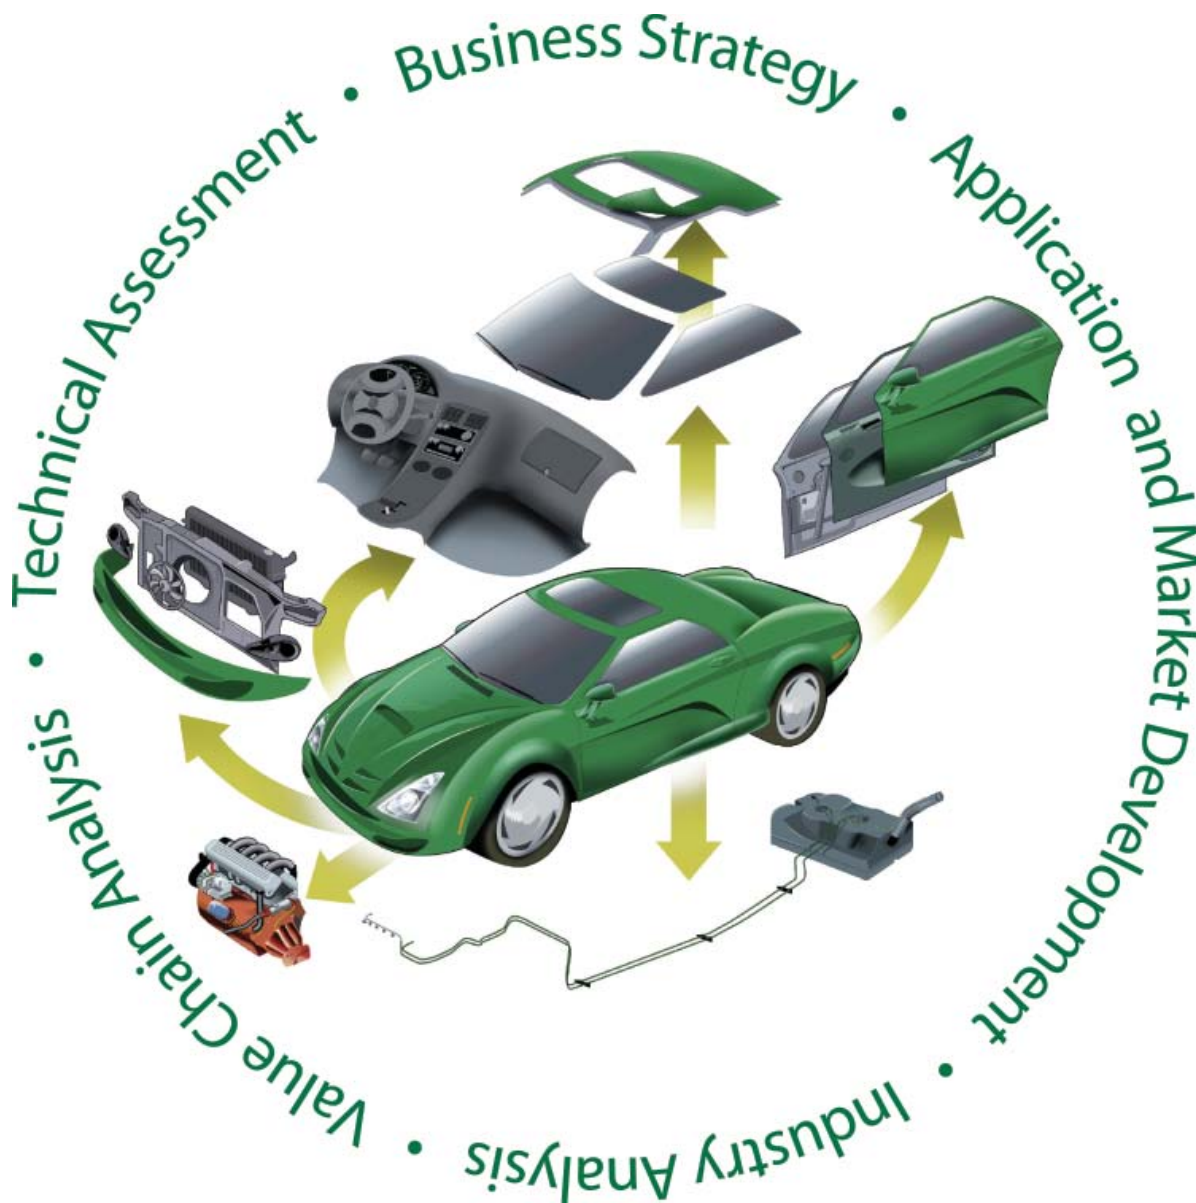 Business Strategy • Application and Market Development • Industry Analysis • Value Chain Analysis • Technical Assessment •